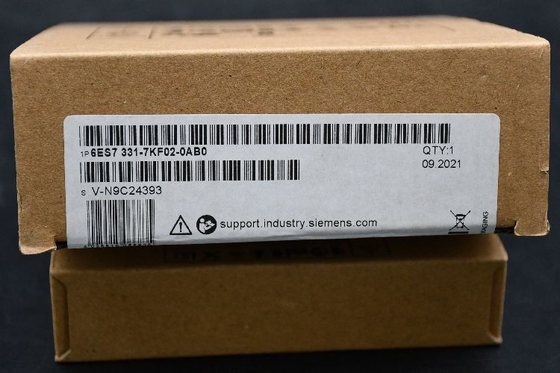 1P 6ES7 331-7KF02-0AB0
QTY:1
09.2021
S V-N9C24393
support.industry.siemens.com